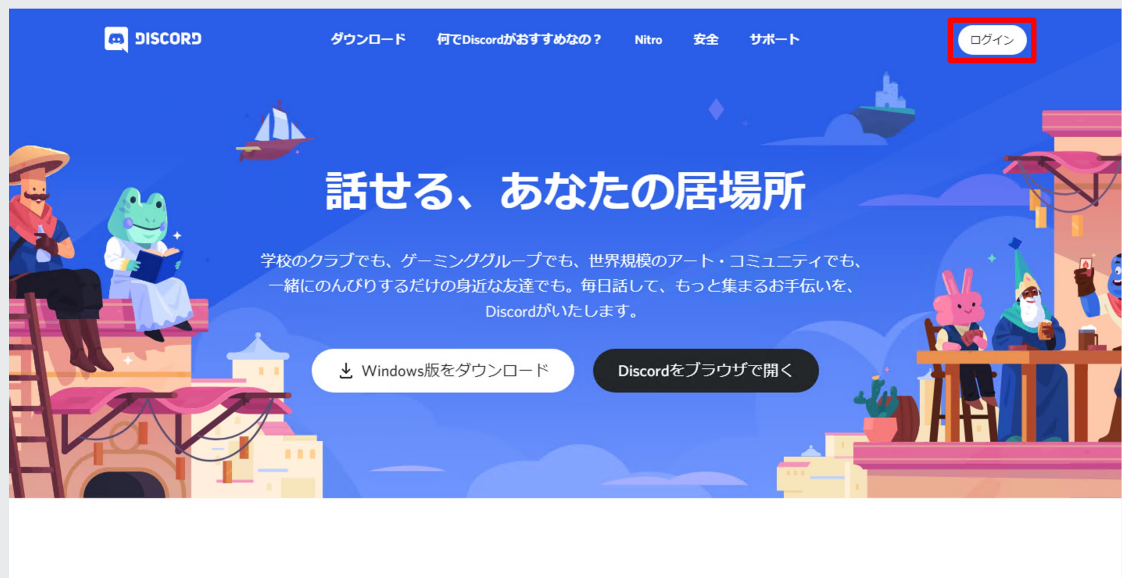 DISCORD
ダウンロード 何でDiscordがおすすめなの？ Nitro 安全 サポート ログイン
話せる、あなたの居場所
学校のクラブでも、ゲーミンググループでも、世界規模のアート・コミュニティでも、
一緒にのんびりするだけの身近な友達でも。毎日話して、もっと集まるお手伝いを、
Discordがいたします。
Windows版をダウンロード
Discordをブラウザで開く